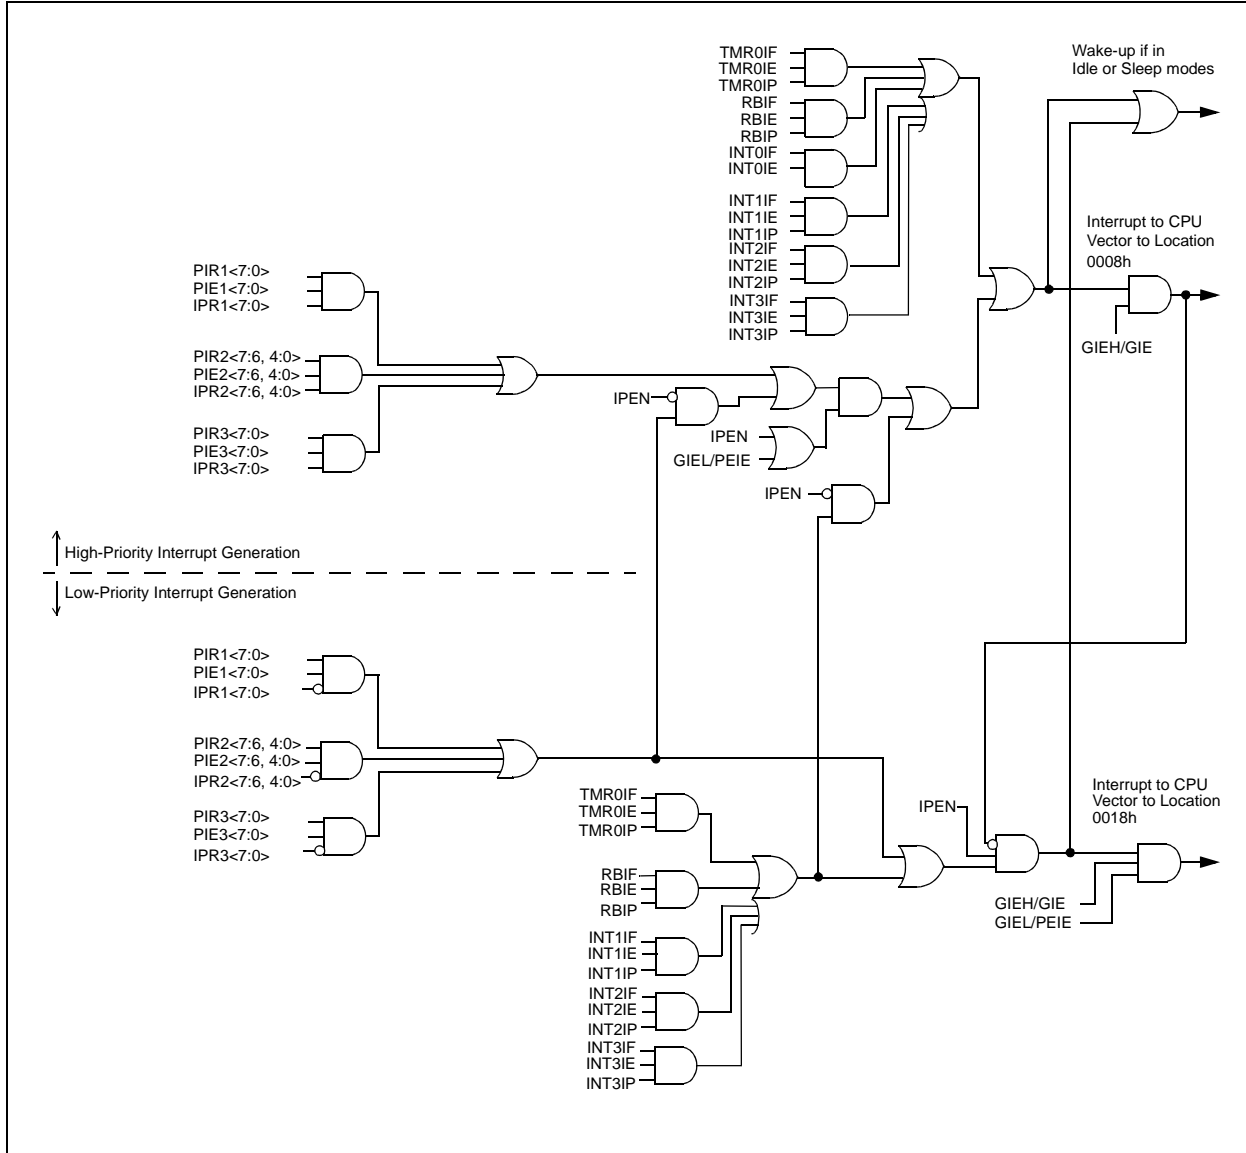 TMR0IF
TMR0IE
TMR0IP
RBIF
RBIE
RBIP
INT0IF
INT0IE
INT1IF
INT1IE
INT1IP
INT2IF
INT2IE
INT2IP
INT3IF
INT3IE
INT3IP
Wake-up if in
Idle or Sleep modes
Interrupt to CPU
Vector to Location
0008h
GIEH/GIE
PIR1<7:0>
PIE1<7:0>
IPR1<7:0>
PIR2<7:6, 4:0>
PIE2<7:6, 4:0>
IPR2<7:6, 4:0>
PIR3<7:0>
PIE3<7:0>
IPR3<7:0>
IPEN
IPEN
GIEL/PEIE
IPEN
High-Priority Interrupt Generation
Low-Priority Interrupt Generation
PIR1<7:0>
PIE1<7:0>
IPR1<7:0>
PIR2<7:6, 4:0>
PIE2<7:6, 4:0>
IPR2<7:6, 4:0>
PIR3<7:0>
PIE3<7:0>
IPR3<7:0>
TMR0IF
TMR0IE
TMR0IP
RBIF
RBIE
RBIP
INT1IF
INT1IE
INT1IP
INT2IF
INT2IE
INT2IP
INT3IF
INT3IE
INT3IP
IPEN
Interrupt to CPU
Vector to Location
0018h
GIEH/GIE
GIEL/PEIE